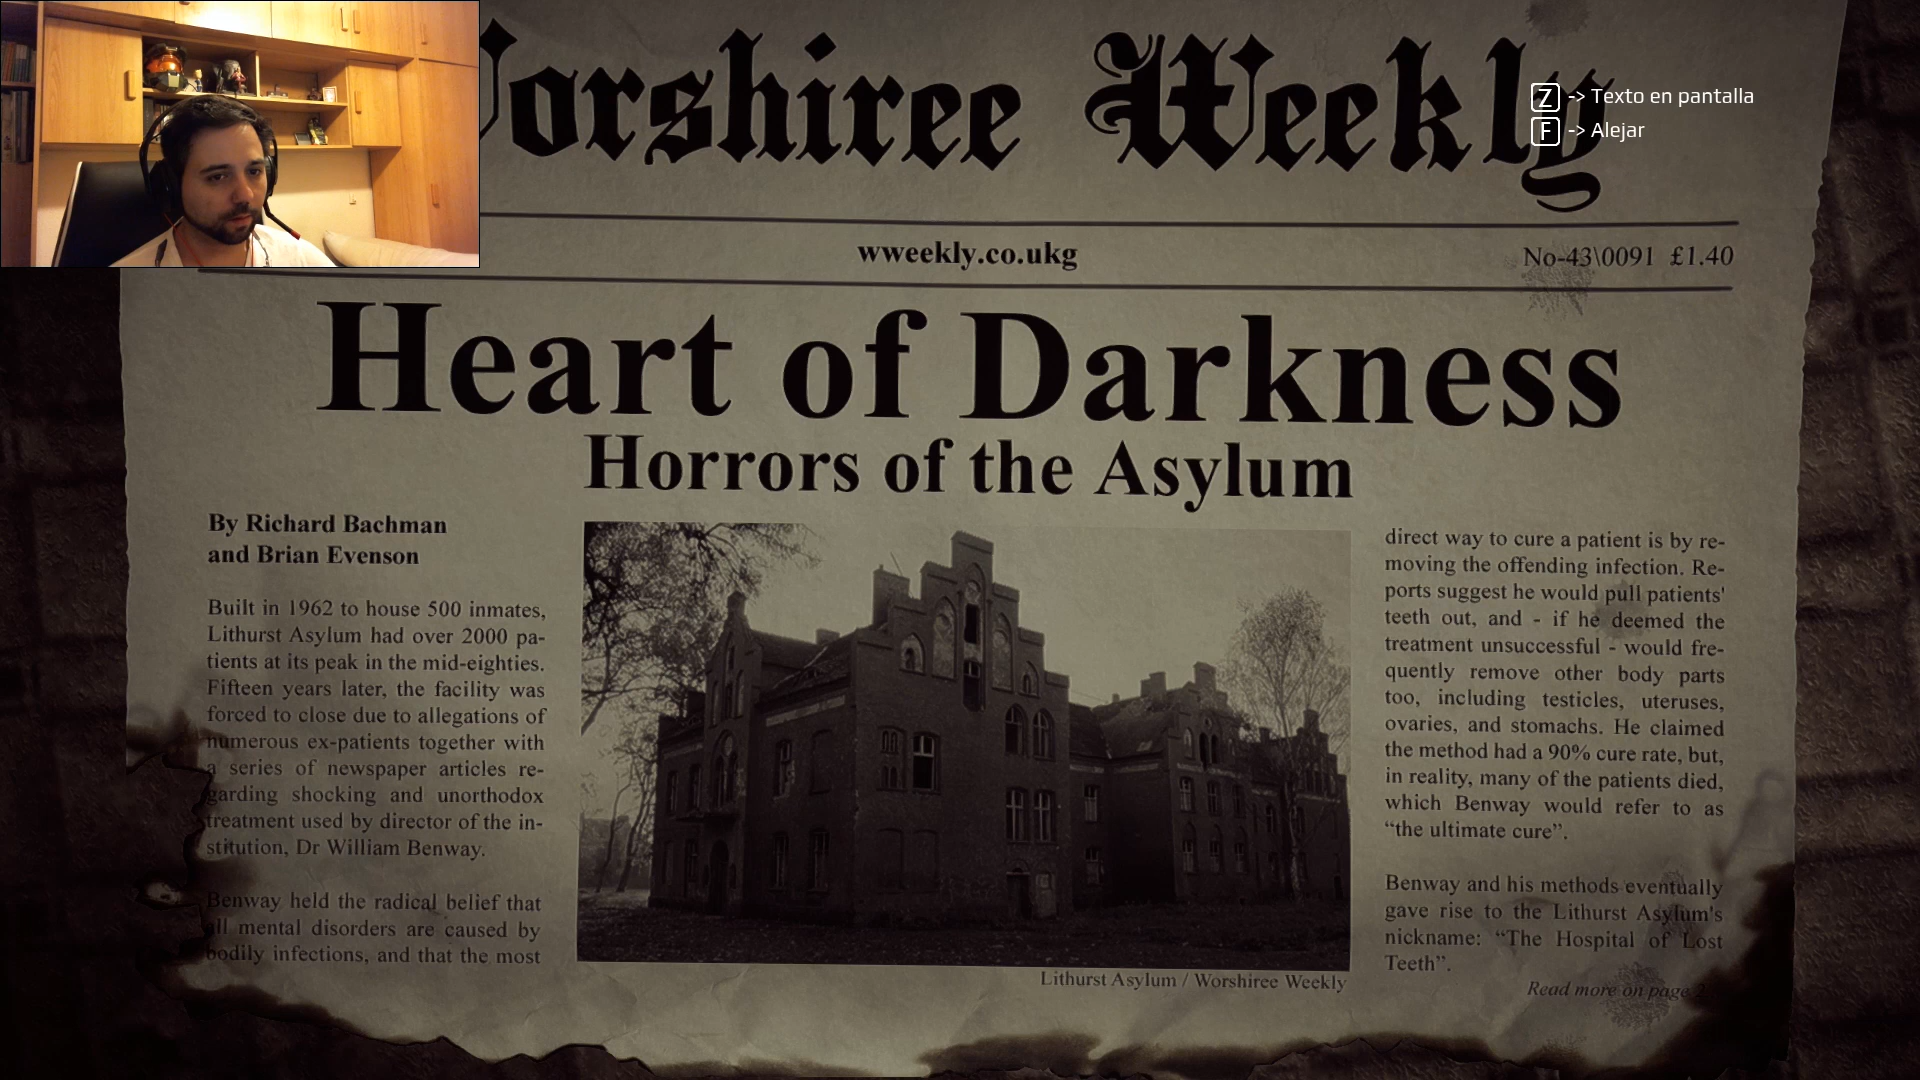 Worshiree Weekly
Z -> Texto en pantalla
F -> Alejar
wweekly.co.ukg
No-43\0091 £1.40
Heart of Darkness
Horrors of the Asylum
By Richard Bachman
and Brian Evenson
Built in 1962 to house 500 inmates,
Lithurst Asylum had over 2000 pa-
tients at its peak in the mid-eighties.
Fifteen years later, the facility was
forced to close due to allegations of
numerous ex-patients together with
a series of newspaper articles re-
garding shocking and unorthodox
treatment used by director of the in-
stitution, Dr William Benway.
Benway held the radical belief that
all mental disorders are caused by
bodily infections, and that the most
direct way to cure a patient is by re-
moving the offending infection. Re-
ports suggest he would pull patients'
teeth out, and - if he deemed the
treatment unsuccessful - would fre-
quently remove other body parts
too, including testicles, uteruses,
ovaries, and stomachs. He claimed
the method had a 90% cure rate, but,
in reality, many of the patients died,
which Benway would refer to as
“the ultimate cure”.
Benway and his methods eventually
gave rise to the Lithurst Asylum's
nickname: “The Hospital of Lost
Teeth”.
Lithurst Asylum / Worshiree Weekly
Read more on page